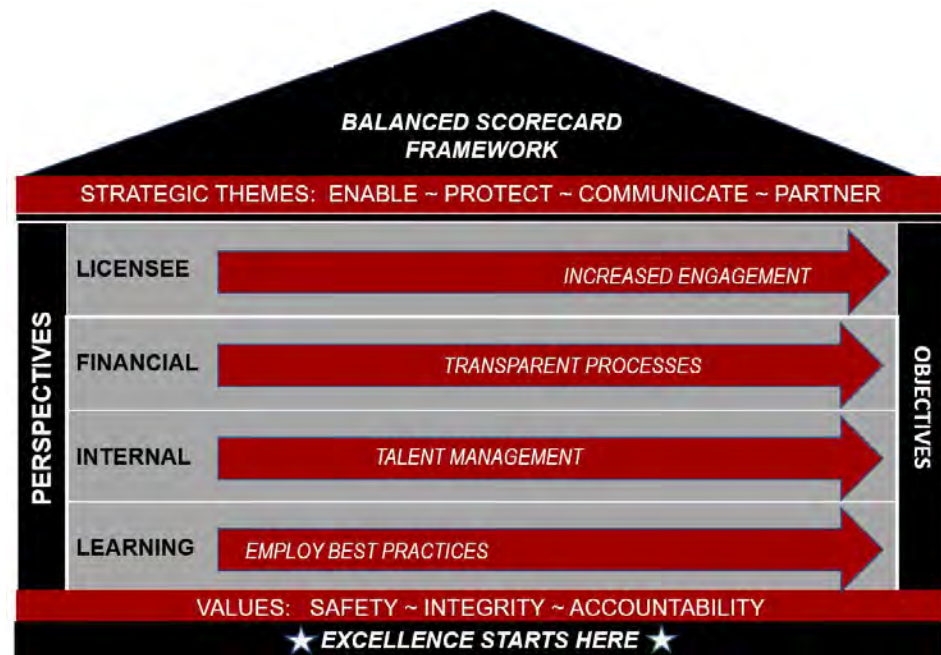 BALANCED SCORECARD
FRAMEWORK
STRATEGIC THEMES: ENABLE ~ PROTECT ~ COMMUNICATE ~ PARTNER
PERSPECTIVES
LICENSEE
INCREASED ENGAGEMENT
FINANCIAL
TRANSPARENT PROCESSES
INTERNAL
TALENT MANAGEMENT
LEARNING
EMPLOY BEST PRACTICES
OBJECTIVES
VALUES: SAFETY ~ INTEGRITY ~ ACCOUNTABILITY
EXCELLENCE STARTS HERE